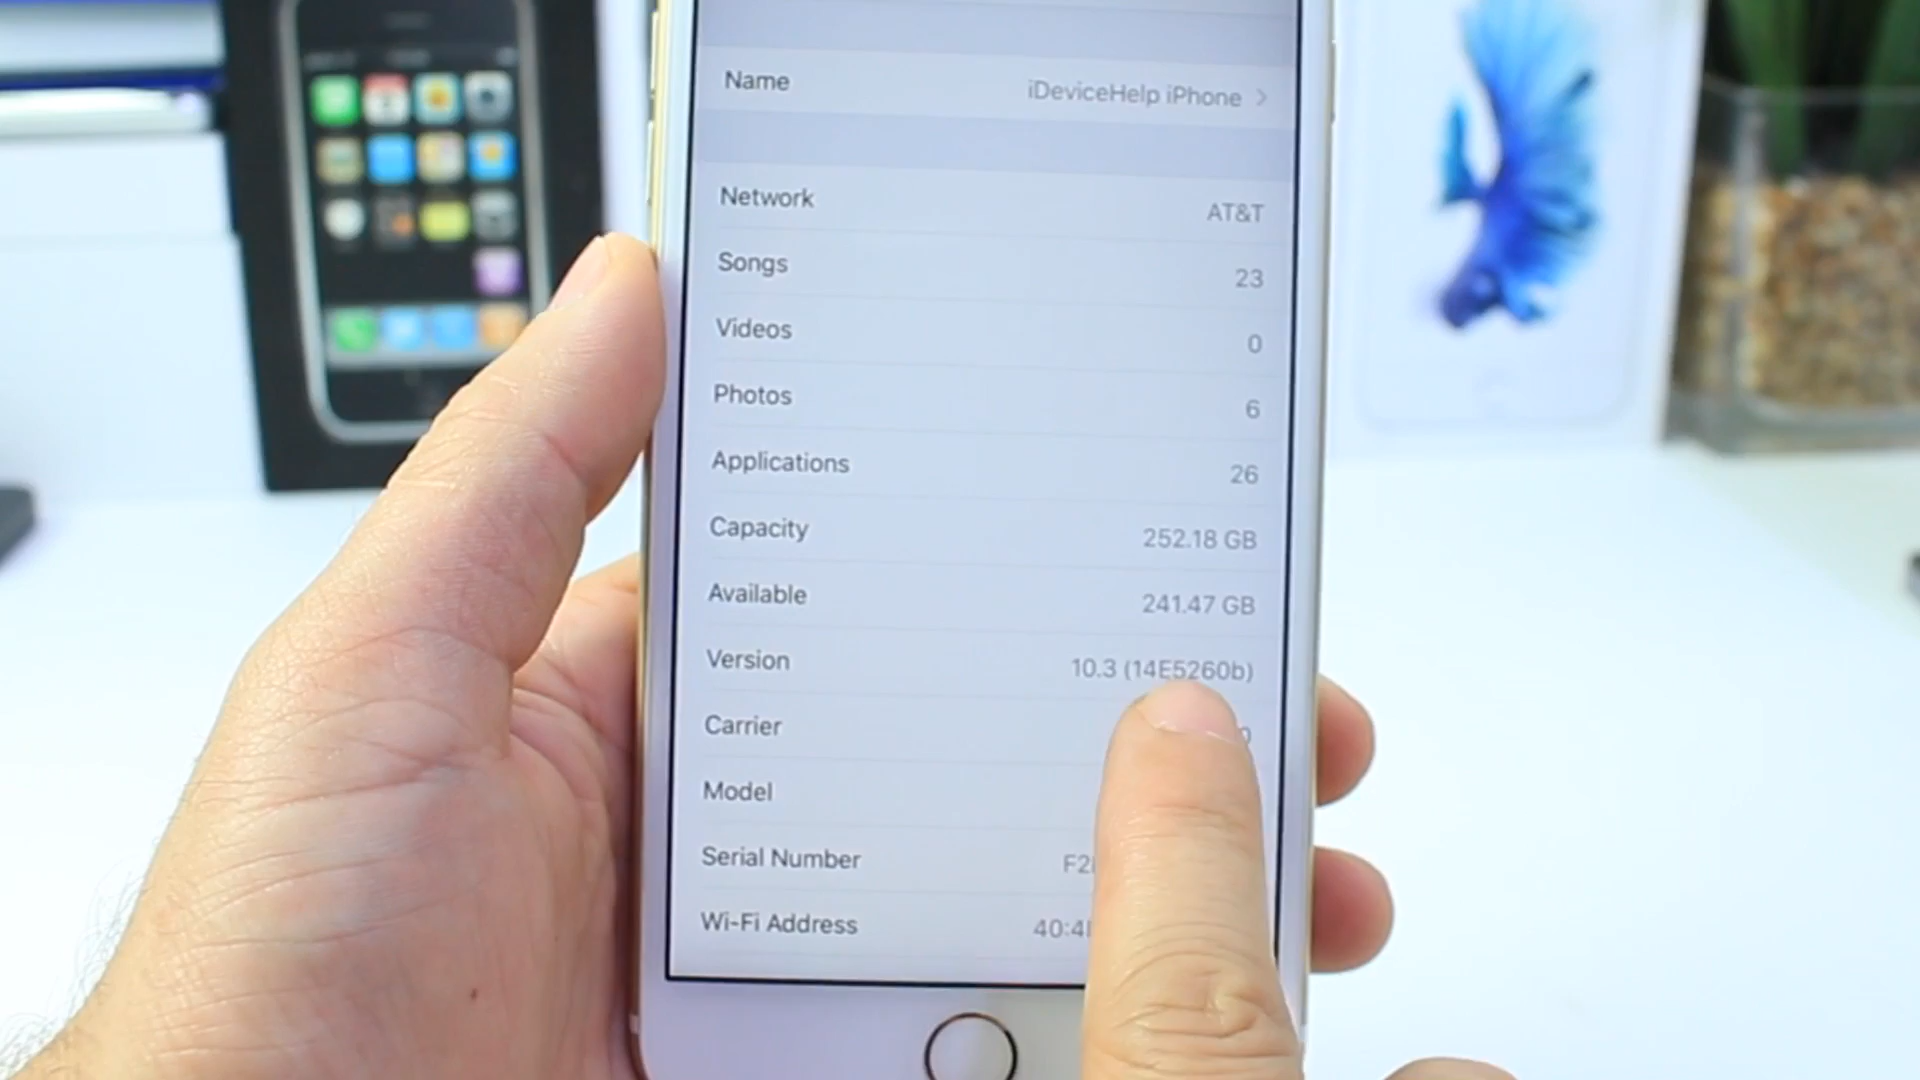 Name iDeviceHelp iPhone
Network AT&T
Songs 23
Videos 0
Photos 6
Applications 26
Capacity 252.18 GB
Available 241.47 GB
Version 10.3 (14E5260b)
Carrier
Model
Serial Number
Wi-Fi Address